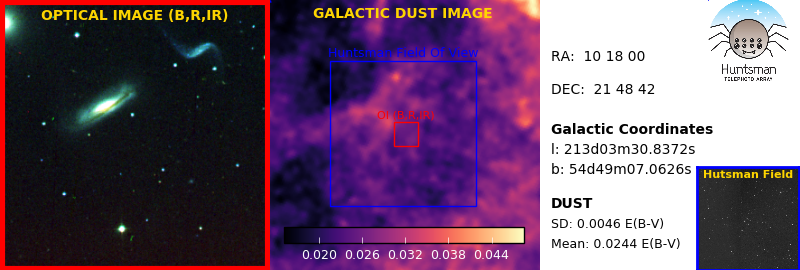 OPTICAL IMAGE (B,R,IR)
GALACTIC DUST IMAGE
Huntsman Field Of View
0.020 0.026 0.032 0.038 0.044
RA: 10 18 00
DEC: 21 48 42
Huntsman
TELEPHOTO ARRAY
Galactic Coordinates
l: 213d03m30.8372s
b: 54d49m07.0626s
DUST
SD: 0.0046 E(B-V)
Mean: 0.0244 E(B-V)
Hutsman Field